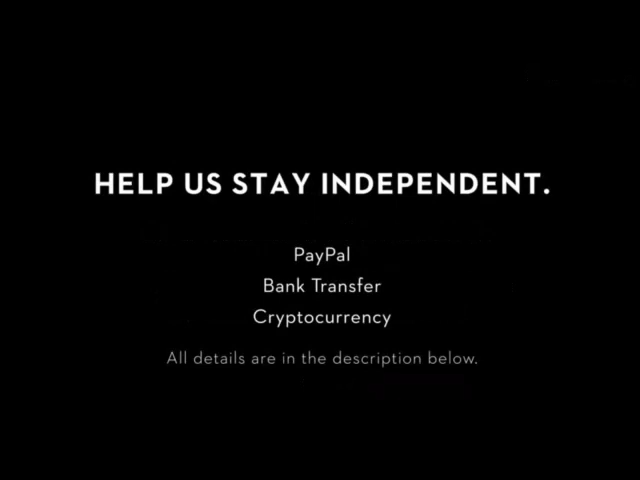 HELP US STAY INDEPENDENT.
PayPal
Bank Transfer
Cryptocurrency
All details are in the description below.